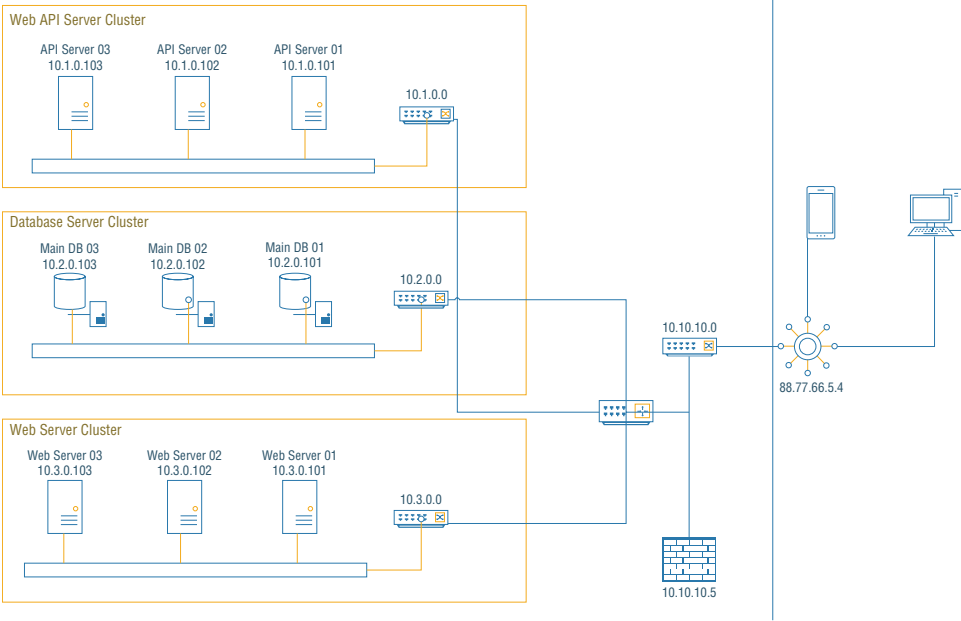 Web API Server Cluster
API Server 03
10.1.0.103
API Server 02
10.1.0.102
API Server 01
10.1.0.101
10.1.0.0
Database Server Cluster
Main DB 03
10.2.0.103
Main DB 02
10.2.0.102
Main DB 01
10.2.0.101
10.2.0.0
10.10.10.0
88.77.66.5.4
Web Server Cluster
Web Server 03
10.3.0.103
Web Server 02
10.3.0.102
Web Server 01
10.3.0.101
10.3.0.0
10.10.10.5